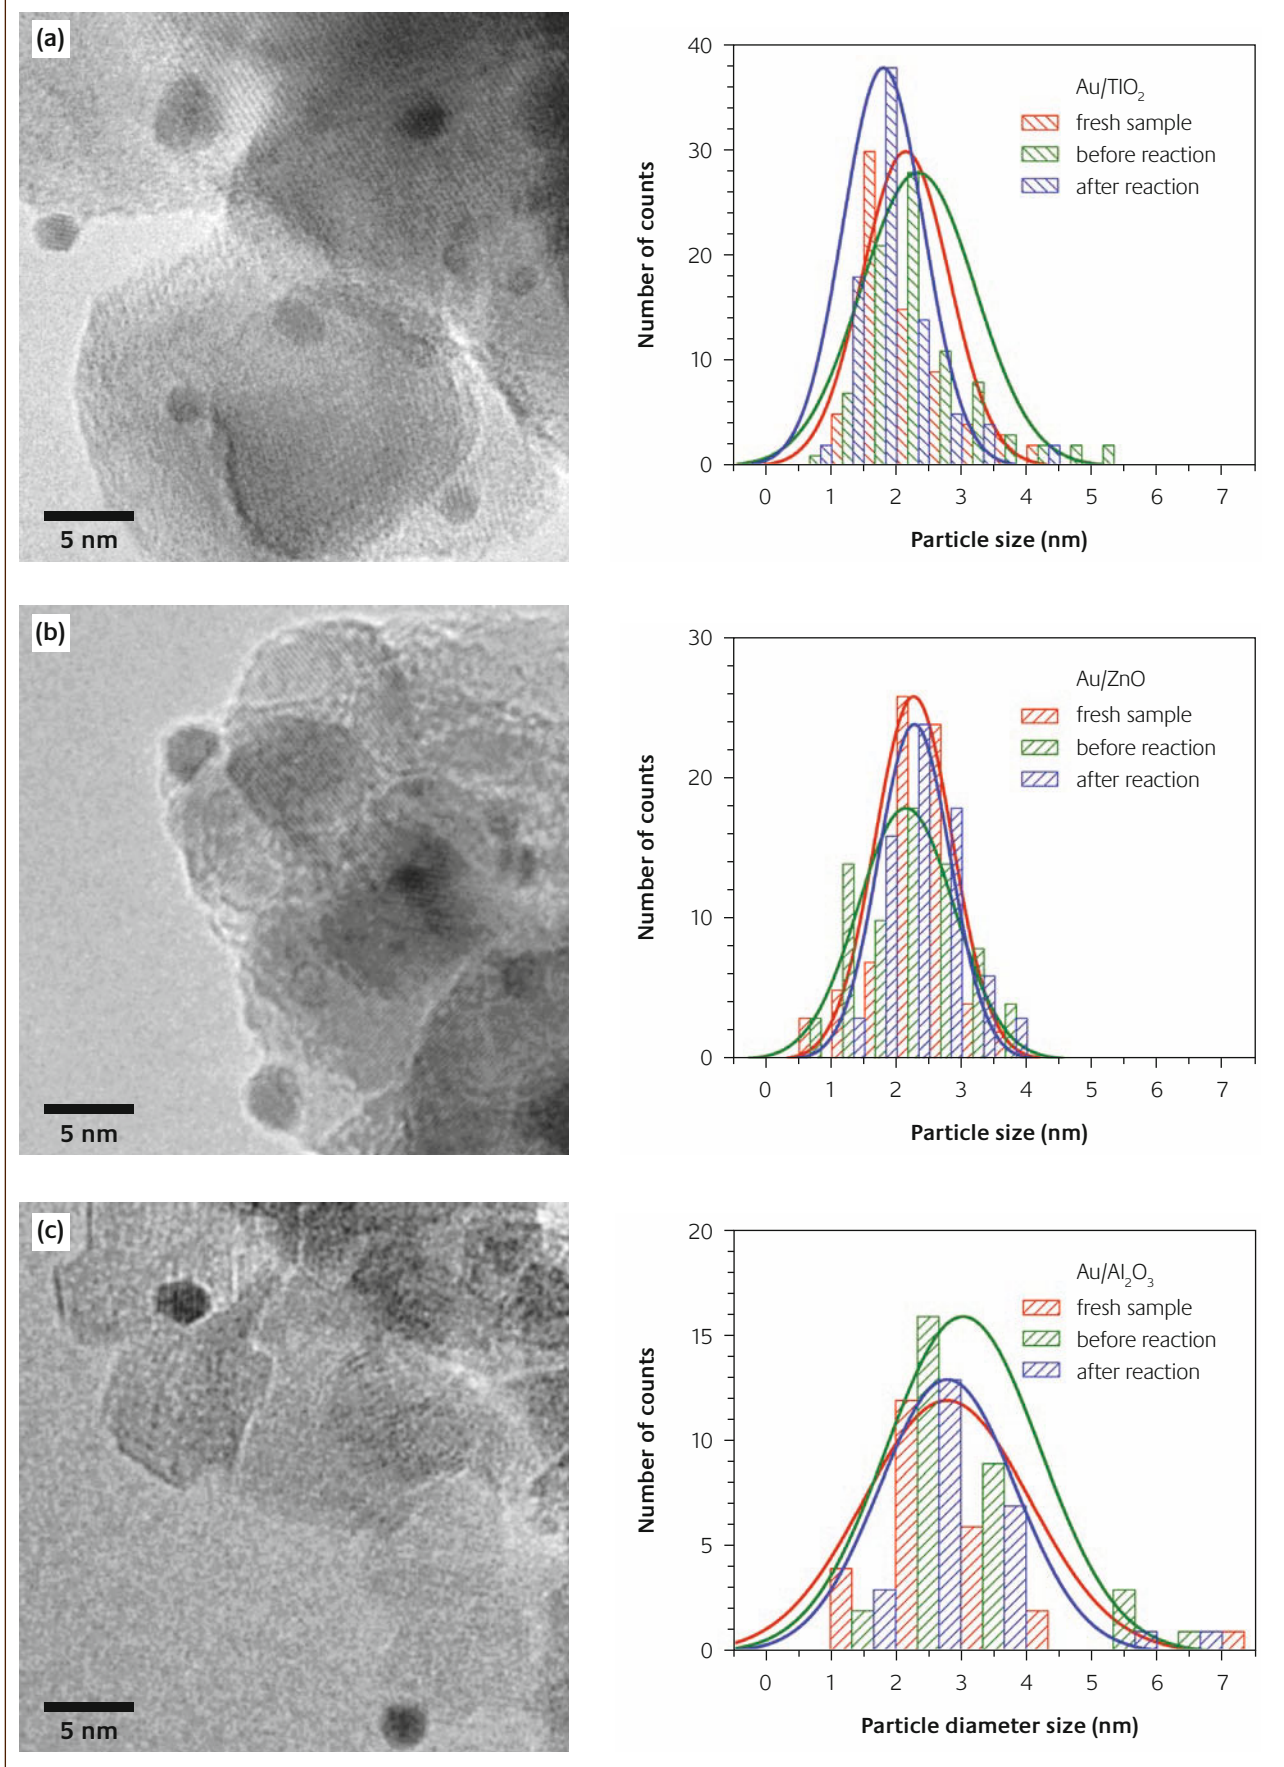 (a)
5 nm
40
30
20
10
0
Number of counts
Au/TIO2
fresh sample
before reaction
after reaction
0 1 2 3 4 5 6 7
Particle size (nm)
(b)
5 nm
30
20
10
0
Number of counts
Au/ZnO
fresh sample
before reaction
after reaction
0 1 2 3 4 5 6 7
Particle size (nm)
(c)
5 nm
20
15
10
5
0
Number of counts
Au/Al2O3
fresh sample
before reaction
after reaction
0 1 2 3 4 5 6 7
Particle diameter size (nm)